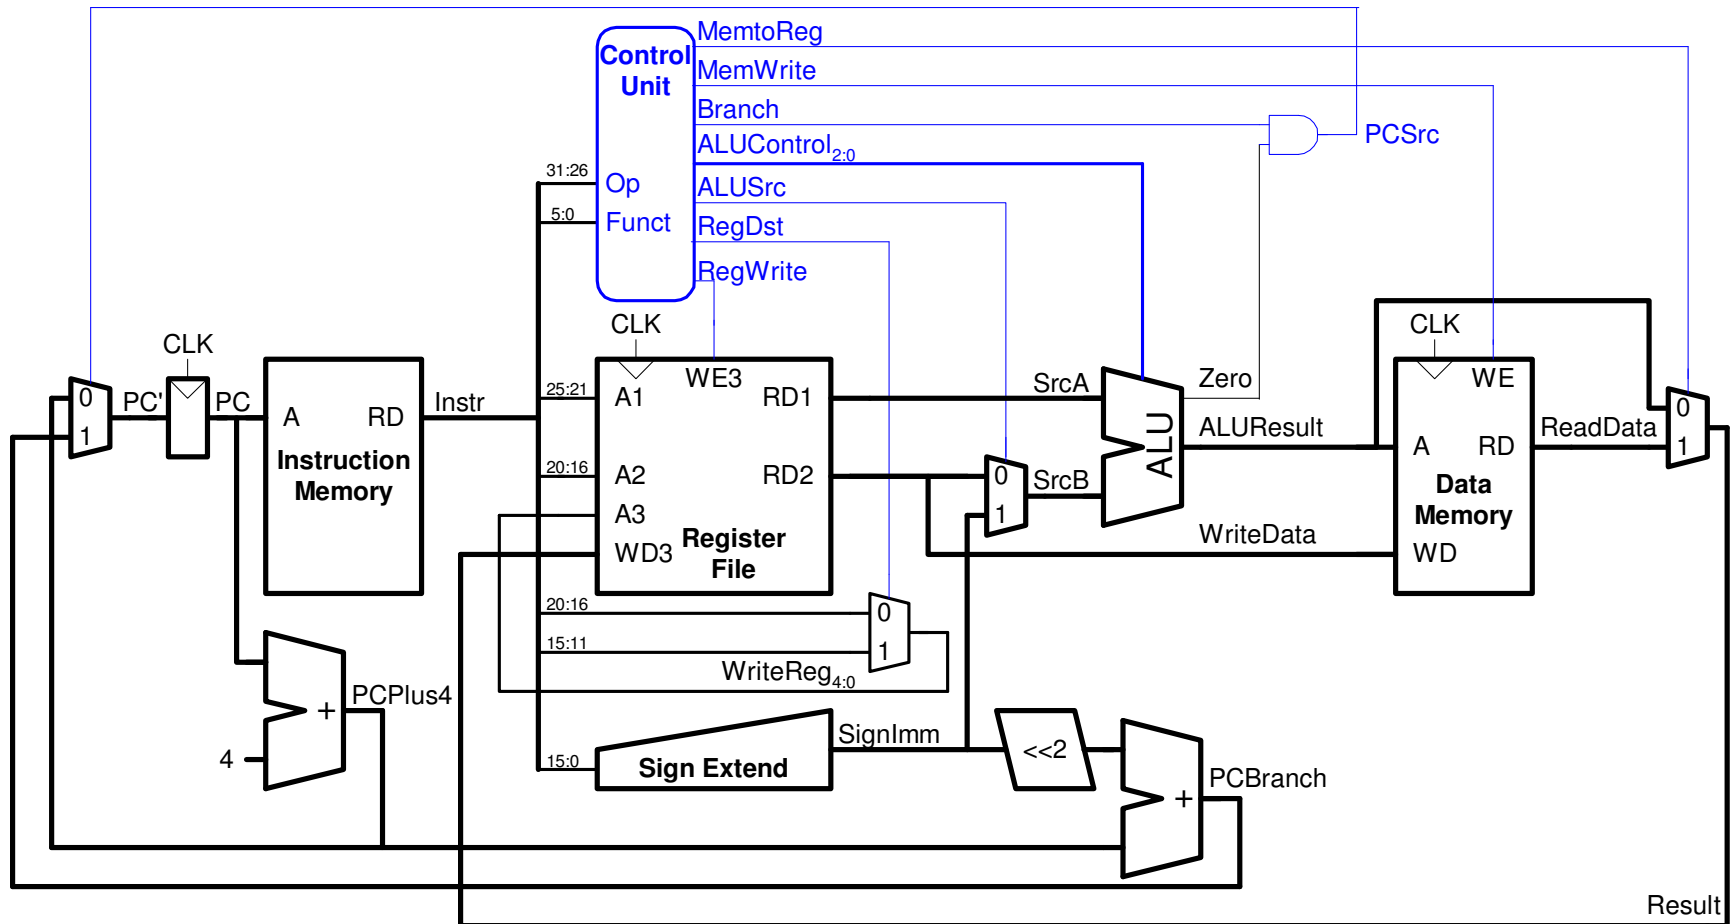 MemtoReg
Control
Unit
MemWrite
Branch
PCSrc
ALUControl2:0
31:26
Op
ALUSrc
5:0
Funct
RegDst
RegWrite
CLK
CLK
CLK
WE3
Zero
WE
0
PC'
PC
A
RD
Instr
25:21
A1
RD1
SrcA
0
1
ALU
ALUResult
ReadData
A
RD
1
Instruction
Memory
20:16
A2
RD2
0
SrcB
Data
Memory
A3
1
WriteData
WD3
Register
File
WD
20:16
0
15:11
1
WriteReg4:0
PCPlus4
+
SignImm
<<2
4
15:0
Sign Extend
PCBranch
+
Result